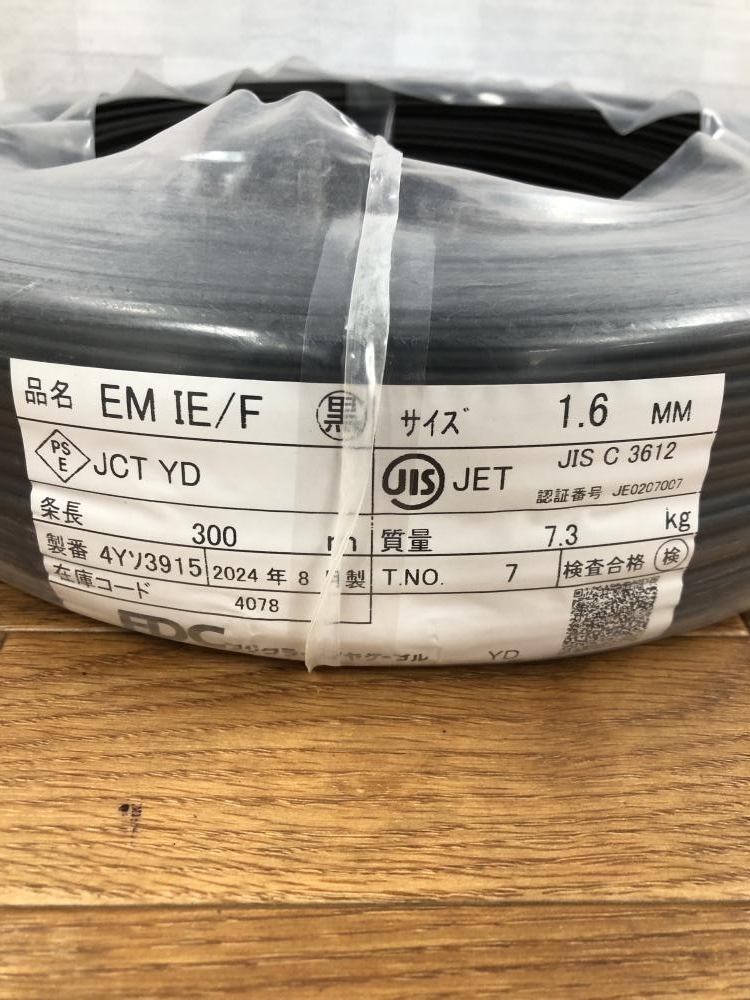 品名 EM IE/F 黒 サイズ 1.6 MM
PS E JCT YD JIS JET JIS C 3612
認証番号 JE0207007
条長 300 m 質量 7.3 kg
製番 4Yソ3915 2024 年 8 月製 T.NO. 7 検査合格 検
在庫コード 4078
YD